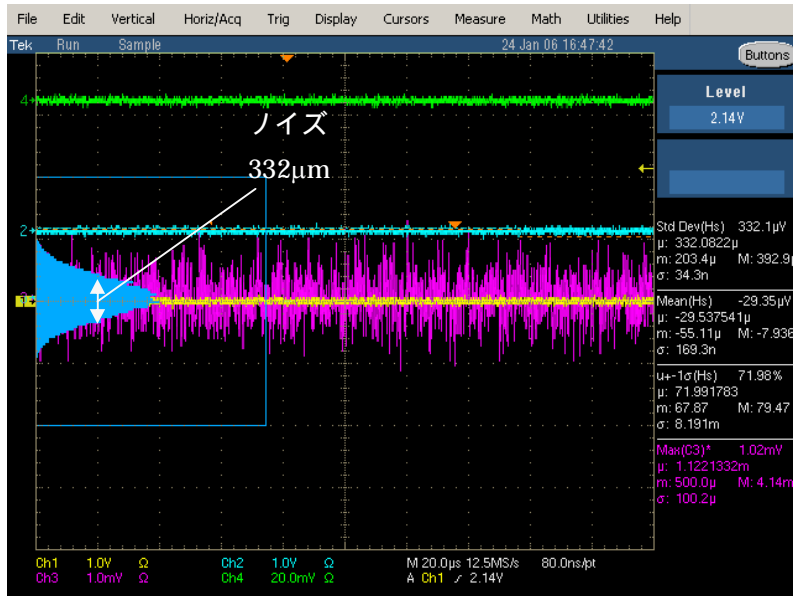 File Edit Vertical Horiz/Acq Trig Display Cursors Measure Math Utilities Help
Tek Run Sample 24 Jan 06 16:47:42
Buttons
Level
2.14V
4
ノイズ
332μm
2
1
Std Dev(Hs) 332.1μV
μ: 332.0822μ
m: 203.4μ M: 392.9μ
σ: 34.3n
Mean(Hs) -29.35μV
μ: -29.537541μ
m: -55.11μ M: -7.936
σ: 169.3n
μ+-1σ(Hs) 71.98%
μ: 71.991783
m: 67.87 M: 79.47
σ: 8.191m
Max(C3)* 1.02mV
μ: 1.1221332m
m: 500.0μ M: 4.14m
σ: 100.2μ
Ch1 1.0V Ω Ch2 1.0V Ω M 20.0μs 12.5MS/s 80.0ns/pt
Ch3 1.0mV Ω Ch4 20.0mV Ω A Ch1 2.14V